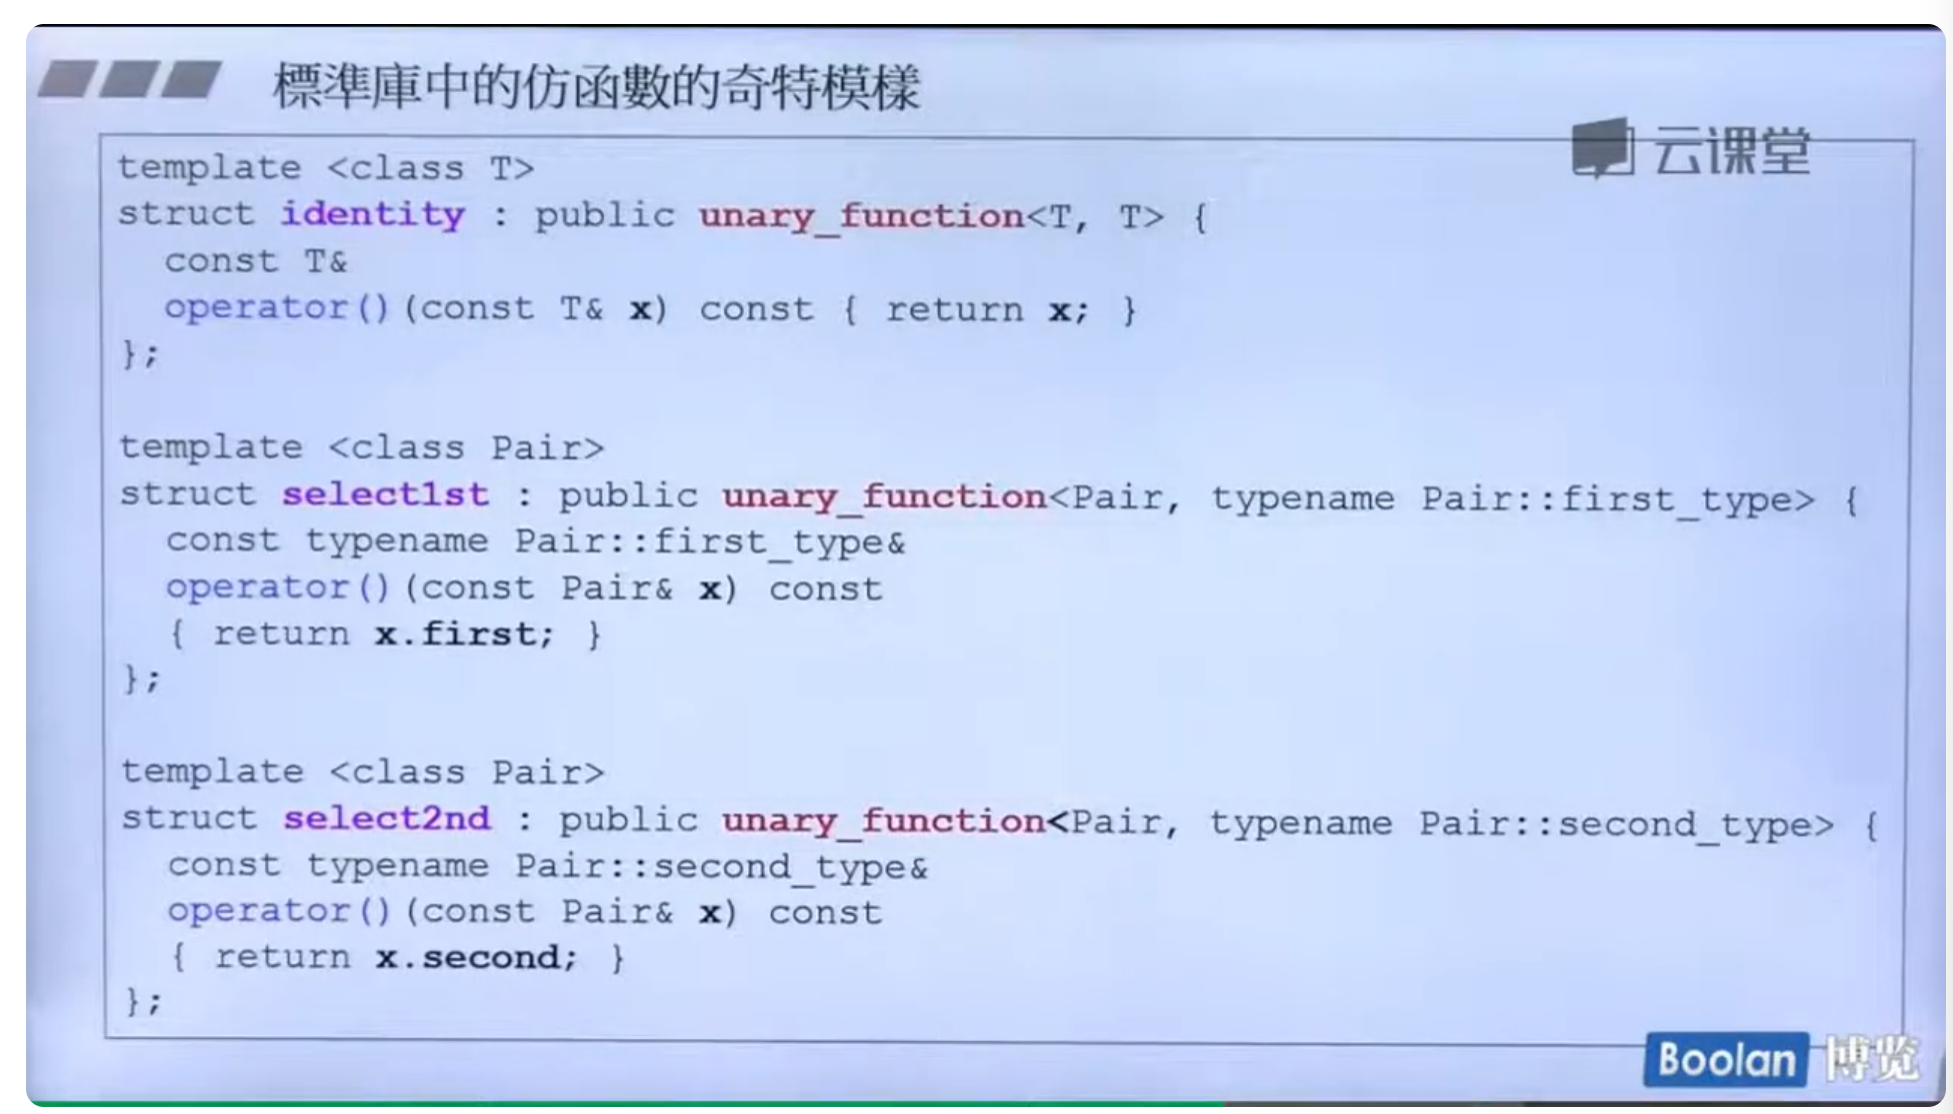 標準庫中的仿函數的奇特模樣
云课堂
template <class T>
struct identity : public unary_function<T, T> {
  const T&
  operator()(const T& x) const { return x; }
};
template <class Pair>
struct select1st : public unary_function<Pair, typename Pair::first_type> {
  const typename Pair::first_type&
  operator()(const Pair& x) const
  { return x.first; }
};
template <class Pair>
struct select2nd : public unary_function<Pair, typename Pair::second_type> {
  const typename Pair::second_type&
  operator()(const Pair& x) const
  { return x.second; }
};
Boolan 博览